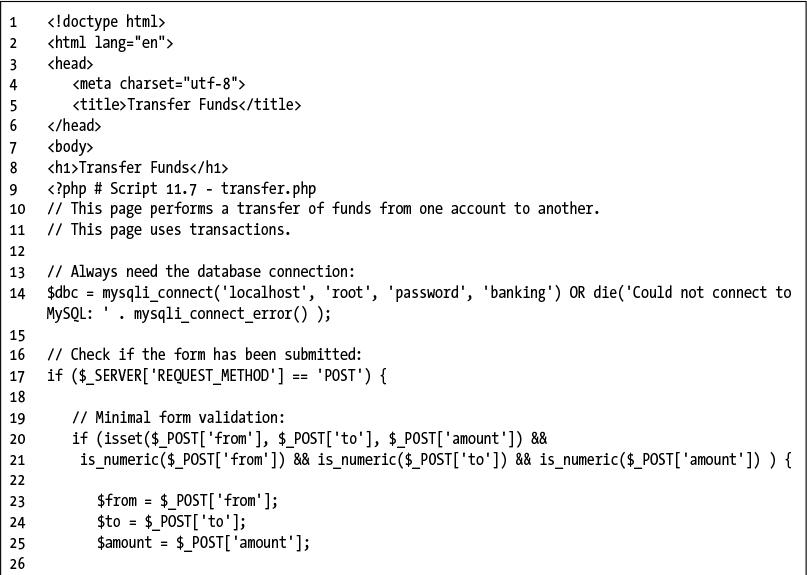 1 <!doctype html>
2 <html lang="en">
3 <head>
4 <meta charset="utf-8">
5 <title>Transfer Funds</title>
6 </head>
7 <body>
8 <h1>Transfer Funds</h1>
9 <?php # Script 11.7 - transfer.php
10 // This page performs a transfer of funds from one account to another.
11 // This page uses transactions.
12
13 // Always need the database connection:
14 $dbc = mysqli_connect('localhost', 'root', 'password', 'banking') OR die('Could not connect to
MySQL: ' . mysqli_connect_error() );
15
16 // Check if the form has been submitted:
17 if ($_SERVER['REQUEST_METHOD'] == 'POST') {
18
19 // Minimal form validation:
20 if (isset($_POST['from'], $_POST['to'], $_POST['amount']) &&
21 is_numeric($_POST['from']) && is_numeric($_POST['to']) && is_numeric($_POST['amount']) ) {
22
23 $from = $_POST['from'];
24 $to = $_POST['to'];
25 $amount = $_POST['amount'];
26